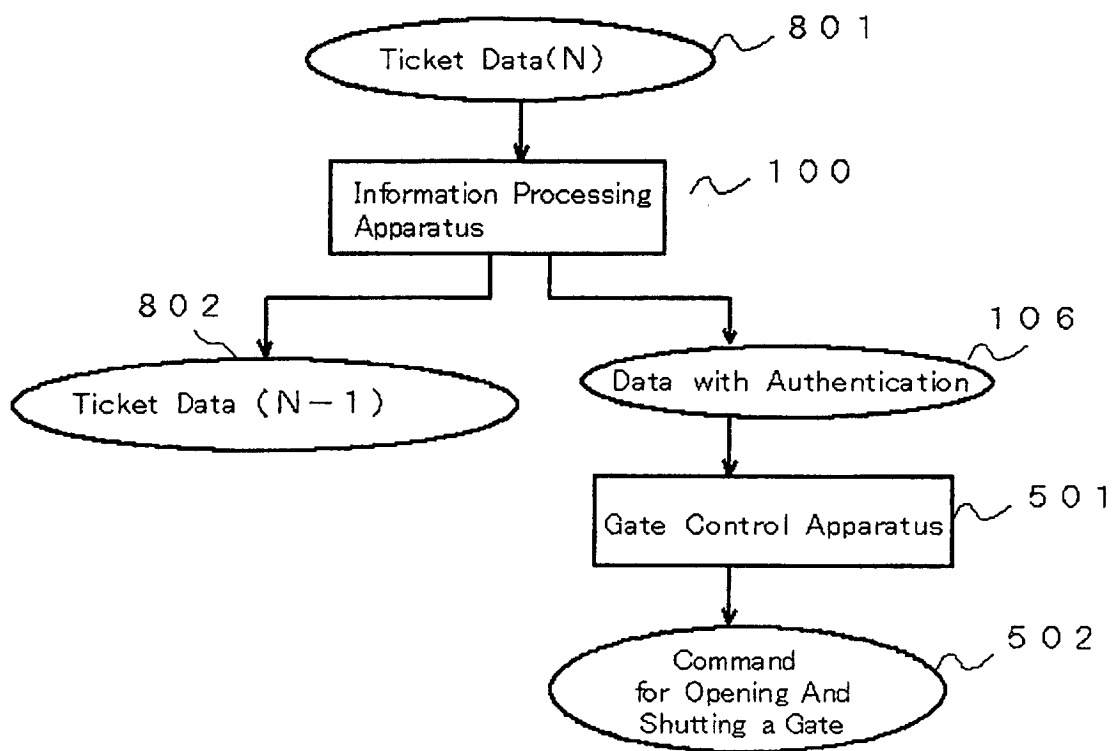 801
Ticket Data(N)
100
Information Processing
Apparatus
802
106
Ticket Data (N-1)
Data with Authentication
501
Gate Control Apparatus
502
Command
for Opening And
Shutting a Gate